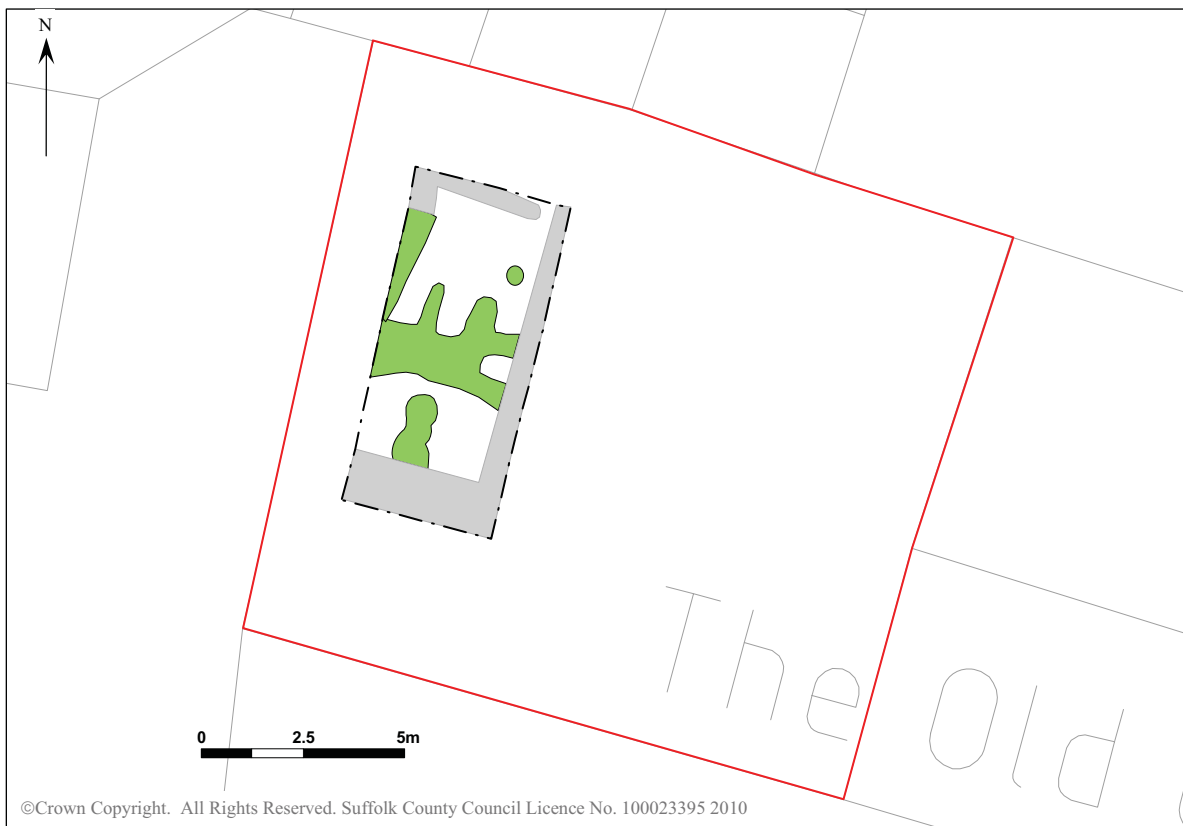 N
The Old
0 2.5 5m
©Crown Copyright. All Rights Reserved. Suffolk County Council Licence No. 100023395 2010